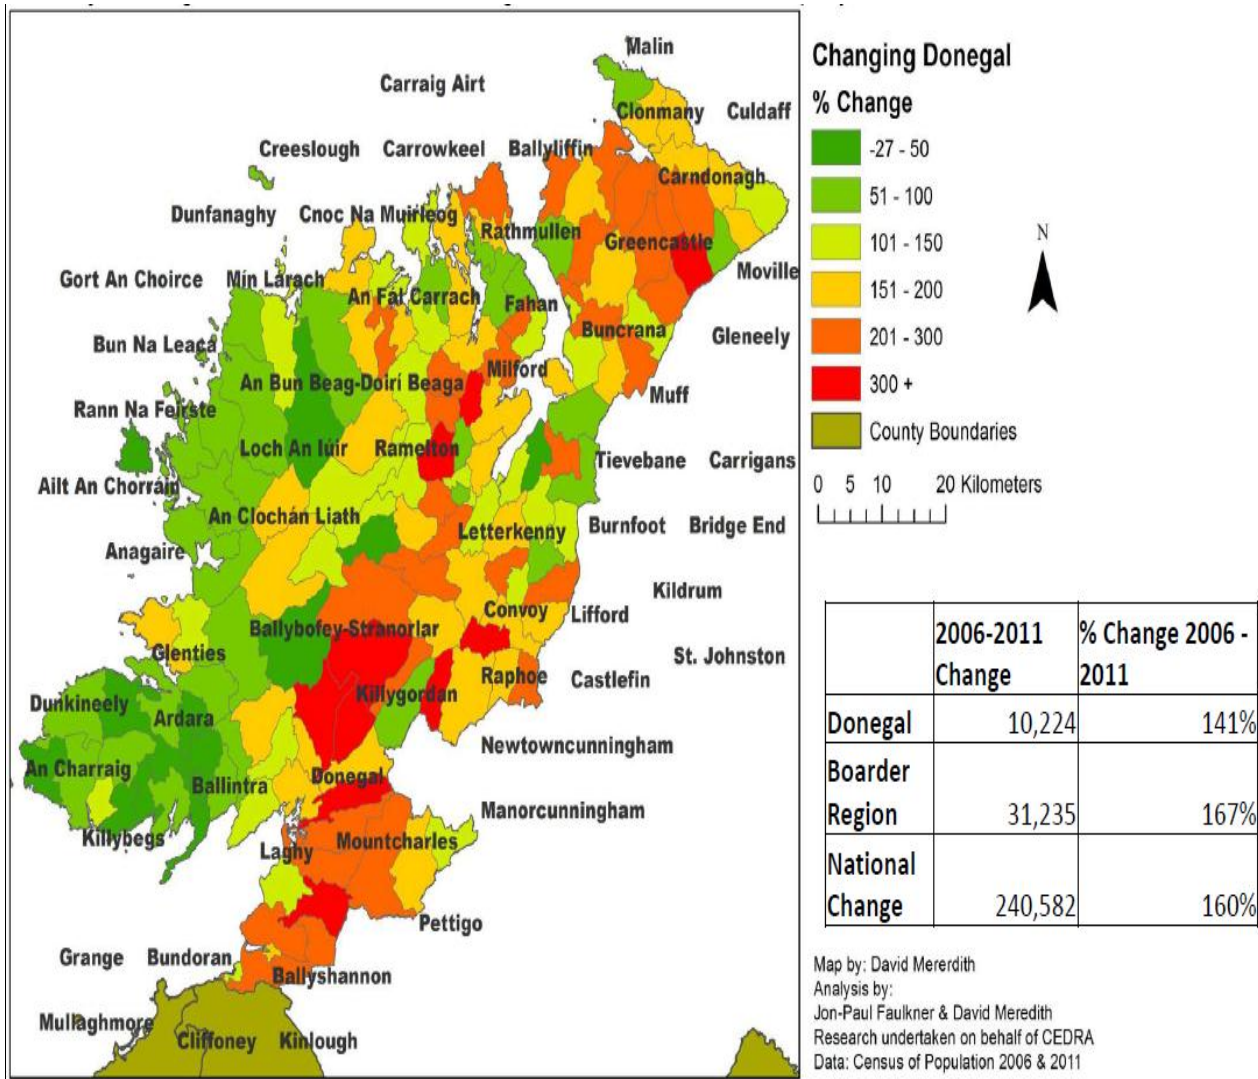 Malin
Carraig Airt
Clonmany Culdaff
Creeslough Carrowkeel Ballyliffin
Carndonagh
Dunfanaghy Cnoc Na Muirleog
Rathmullen
Greencastle
Moville
Gort An Choirce Mín Lárach
An Fál Carrach Fahan
Buncrana Gleneely
Bun Na Leaca
Milford
An Bun Beag-Doirí Beaga
Muff
Rann Na Feirste
Loch An Iúir Ramelton
Tievebane Carrigans
Ailt An Chorráin
An Clochán Liath
Letterkenny Burnfoot Bridge End
Anagaire
Kildrum
Convoy Lifford
Ballybofey-Stranorlar
Glenties St. Johnston
Raphoe Castlefin
Dunkineely Killygordan
Ardara
Newtowncunningham
An Charraig Donegal
Ballintra
Manorcunningham
Killybegs Mountcharles
Laghy
Pettigo
Grange Bundoran
Ballyshannon
Mullaghmore
Cliffoney Kinlough
Changing Donegal
% Change
-27 - 50
51 - 100
101 - 150
151 - 200
201 - 300
300 +
County Boundaries
N
0 5 10 20 Kilometers
2006-2011 Change % Change 2006 - 2011
Donegal 10,224 141%
Boarder Region 31,235 167%
National Change 240,582 160%
Map by: David Mererdith
Analysis by:
Jon-Paul Faulkner & David Meredith
Research undertaken on behalf of CEDRA
Data: Census of Population 2006 & 2011